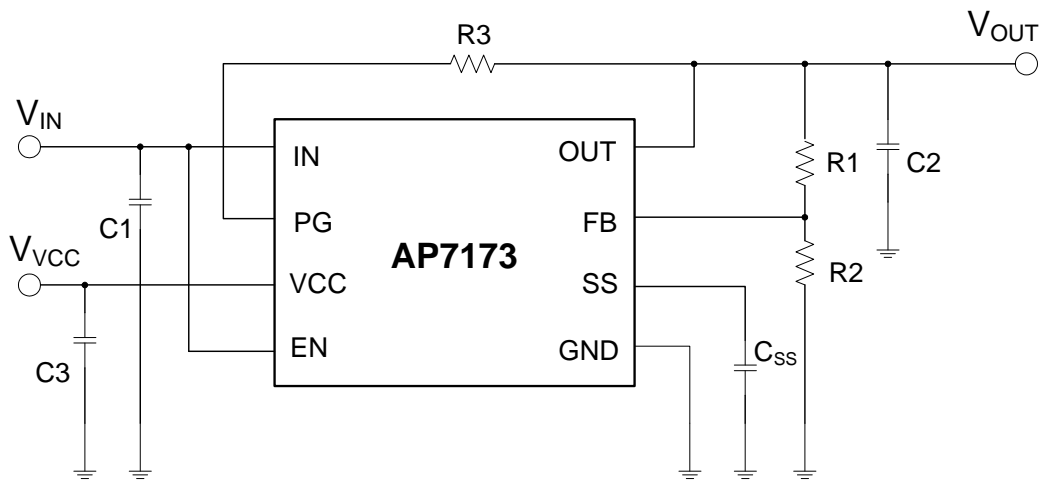 R3
VOUT
VIN
IN
OUT
R1
C2
C1
PG
FB
AP7173
VVCC
VCC
SS
R2
C3
EN
GND
CSS